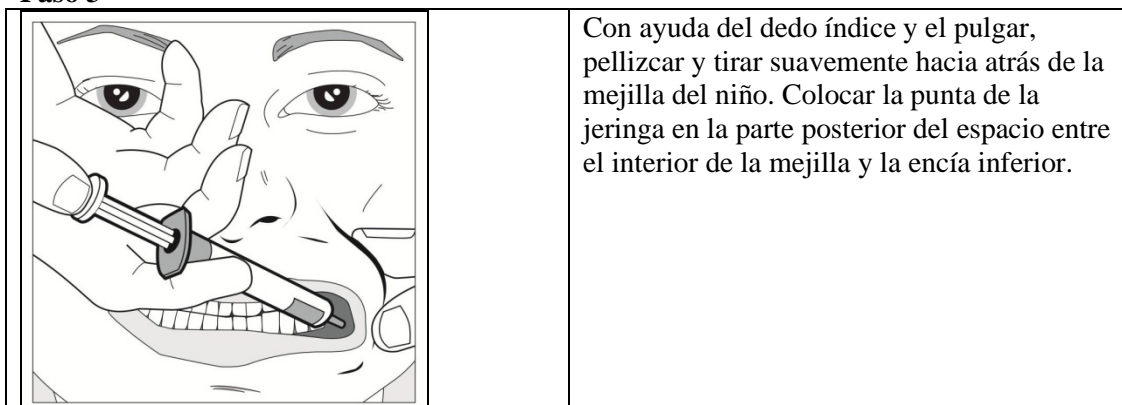 Con ayuda del dedo índice y el pulgar,
pellizcar y tirar suavemente hacia atrás de la
mejilla del niño. Colocar la punta de la
jeringa en la parte posterior del espacio entre
el interior de la mejilla y la encía inferior.